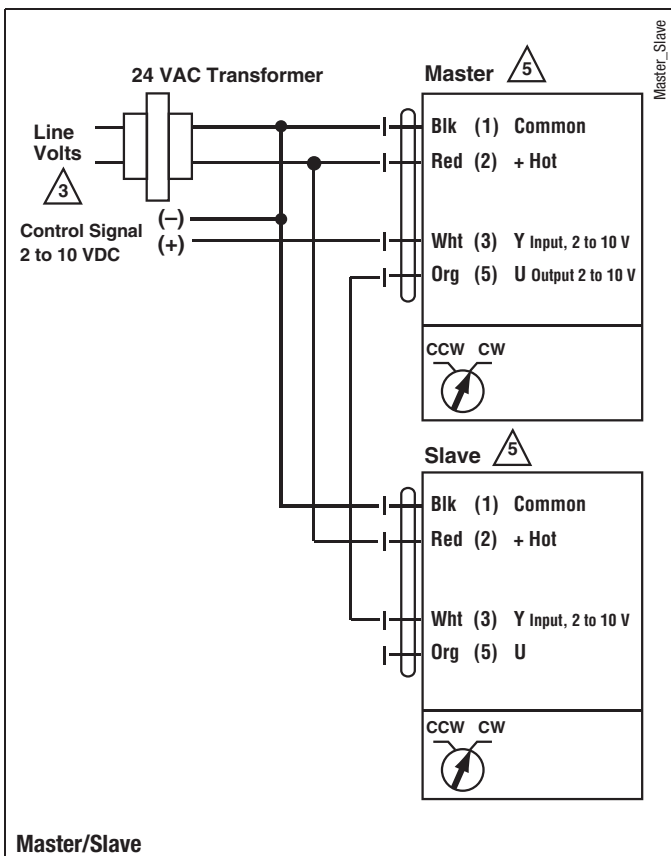 Master_Slave
24 VAC Transformer
Master 5
Line
Volts
3
Control Signal (–)
2 to 10 VDC (+)
Blk (1) Common
Red (2) + Hot
Wht (3) Y Input, 2 to 10 V
Org (5) U Output 2 to 10 V
CCW CW
Slave 5
Blk (1) Common
Red (2) + Hot
Wht (3) Y Input, 2 to 10 V
Org (5) U
CCW CW
Master/Slave